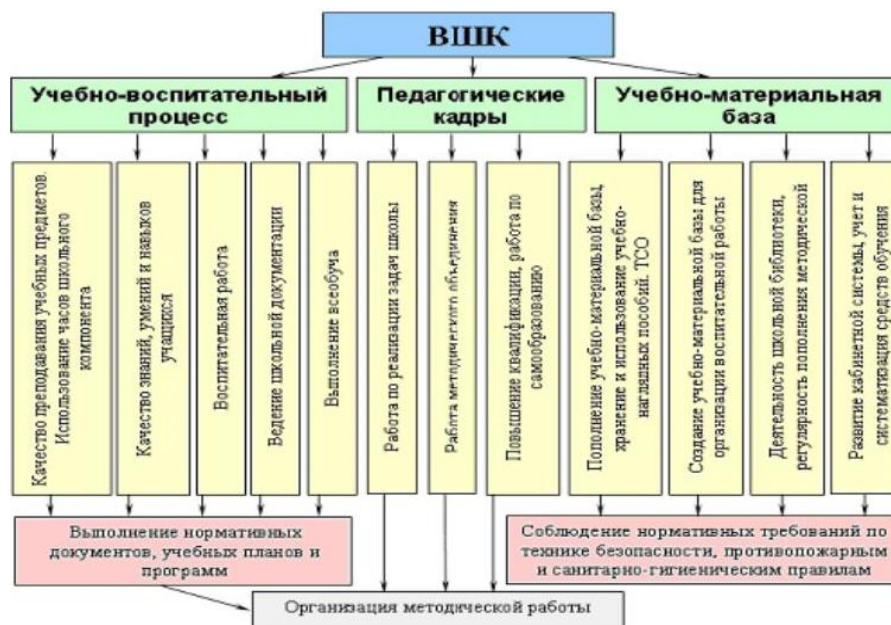 ВШК
Учебно-воспитательный
процесс
Педагогические
кадры
Учебно-материальная
база
Качество преподавания учебных предметов.
Использование часов школьного
компонента
Качество знаний, умений и навыков
учащихся
Воспитательная работа
Ведение школьной документации
Выполнение всеобуча
Работа по реализации задач школы
Работа методического объединения
Повышение квалификации, работа по
самообразованию
Пополнение учебно-материальной базы,
хранение и использование учебно-
наглядных пособий. ТСО
Создание учебно-материальной базы для
организации воспитательной работы
Деятельность школьной библиотеки,
регулярность пополнения методической
Развитие кабинетной системы, учет и
систематизация средств обучения
Выполнение нормативных
документов, учебных планов и
программ
Соблюдение нормативных требований по
технике безопасности, противопожарным
и санитарно-гигиеническим правилам
Организация методической работы